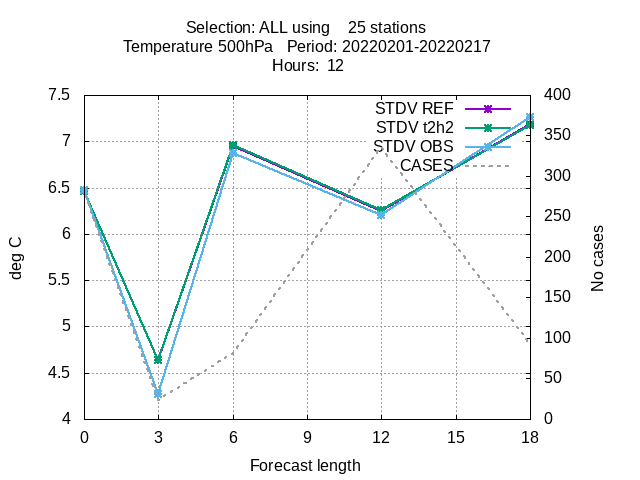 Selection: ALL using    25 stations
Temperature 500hPa   Period: 20220201-20220217
Hours:  12
7.5
7
6.5
6
5.5
5
4.5
4
deg C
400
350
300
250
200
150
100
50
0
No cases
STDV REF
STDV t2h2
STDV OBS
CASES
0 3 6 9 12 15 18
Forecast length